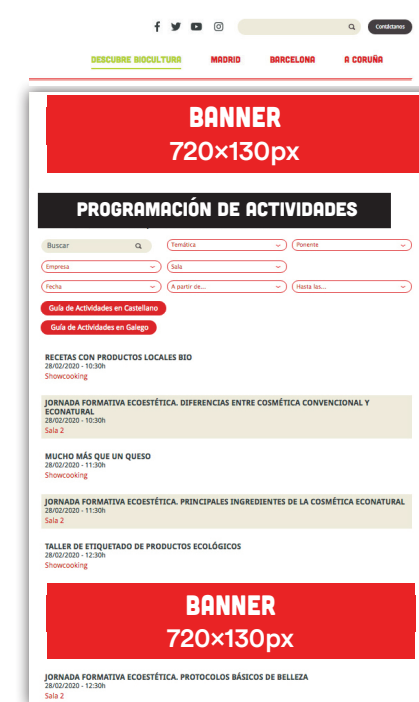 Contáctanos
DESCUBRE BIOCULTURA MADRID BARCELONA A CORUÑA
BANNER
720×130px
PROGRAMACIÓN DE ACTIVIDADES
Buscar Temática Ponente
Empresa Sala
Fecha A partir de... Hasta las...
Guía de Actividades en Castellano
Guía de Actividades en Galego
RECETAS CON PRODUCTOS LOCALES BIO
28/02/2020 - 10:30h
Showcooking
JORNADA FORMATIVA ECOESTÉTICA. DIFERENCIAS ENTRE COSMÉTICA CONVENCIONAL Y
ECONATURAL
28/02/2020 - 10:30h
Sala 2
MUCHO MÁS QUE UN QUESO
28/02/2020 - 11:30h
Showcooking
JORNADA FORMATIVA ECOESTÉTICA. PRINCIPALES INGREDIENTES DE LA COSMÉTICA ECONATURAL
28/02/2020 - 11:30h
Sala 2
TALLER DE ETIQUETADO DE PRODUCTOS ECOLÓGICOS
28/02/2020 - 12:30h
Showcooking
BANNER
720×130px
JORNADA FORMATIVA ECOESTÉTICA. PROTOCOLOS BÁSICOS DE BELLEZA
28/02/2020 - 12:30h
Sala 2